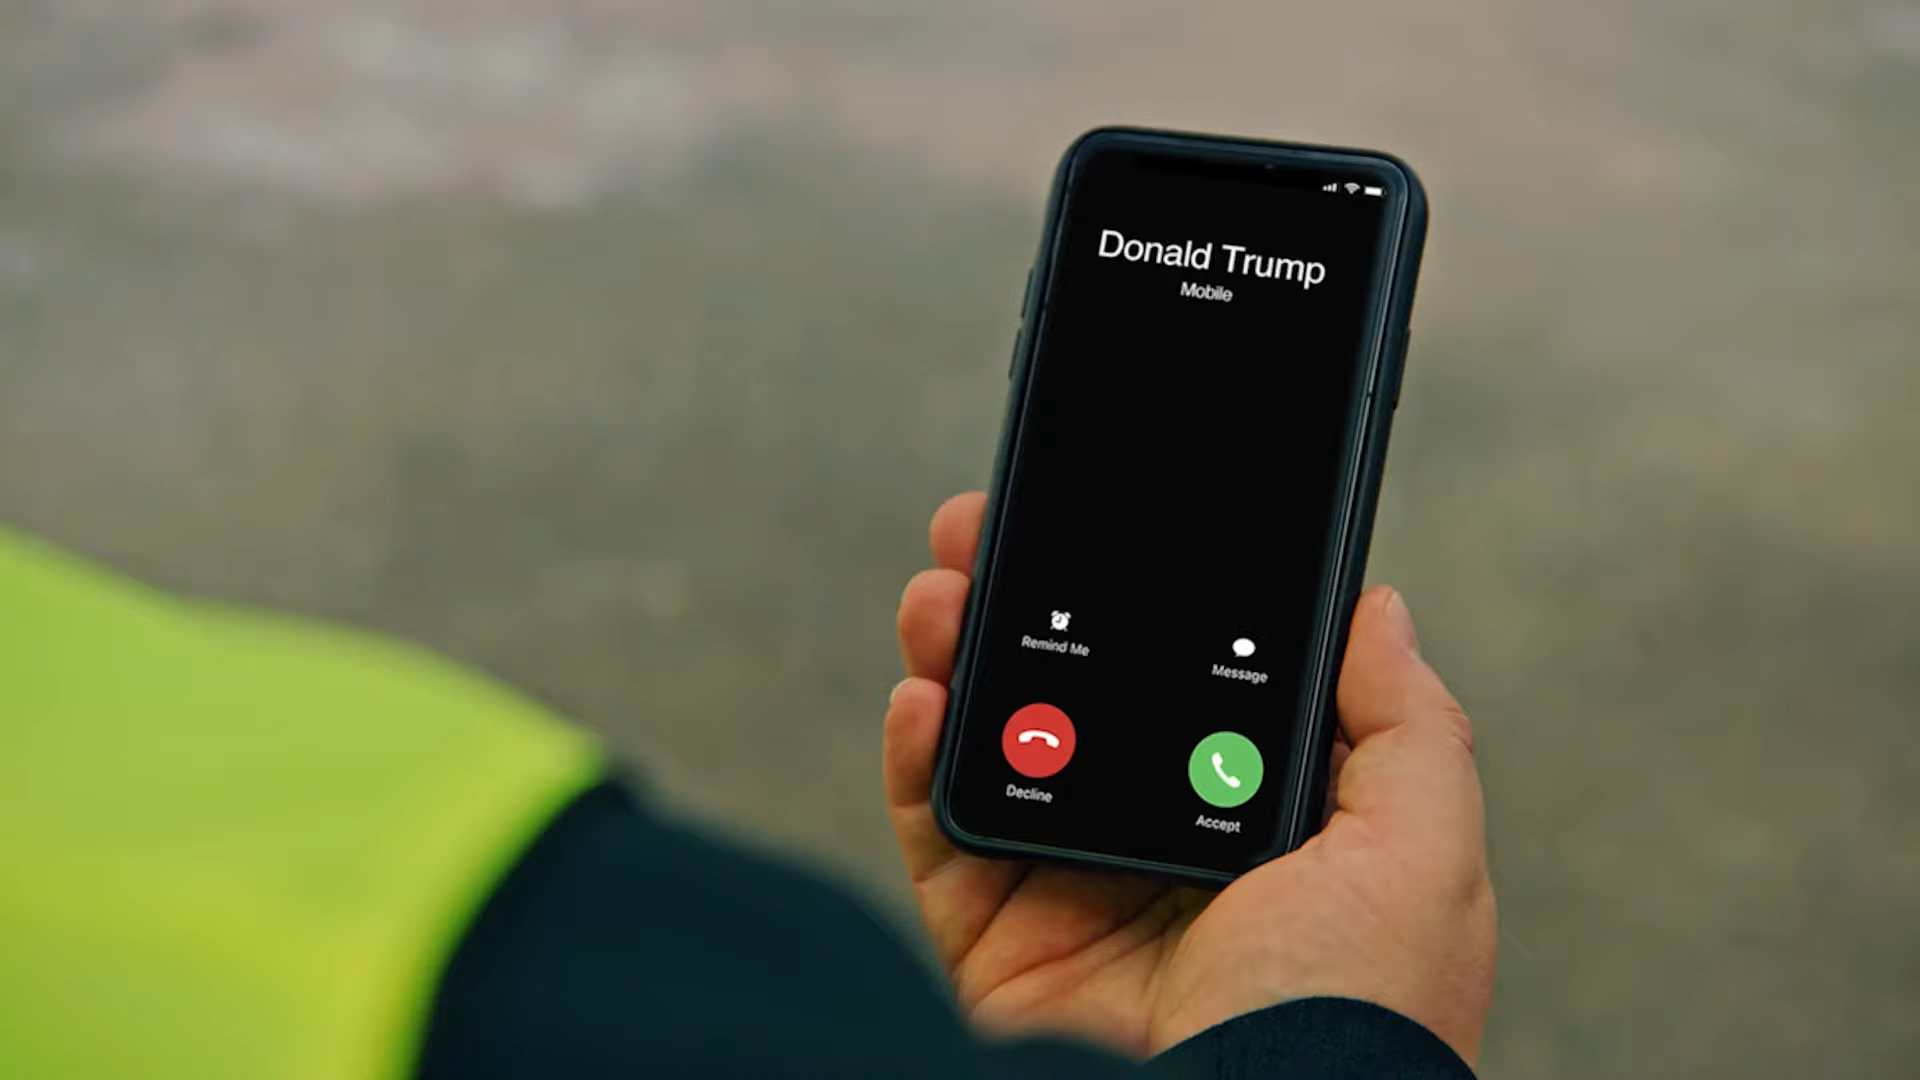 Donald Trump
Mobile
Remind Me
Message
Decline
Accept